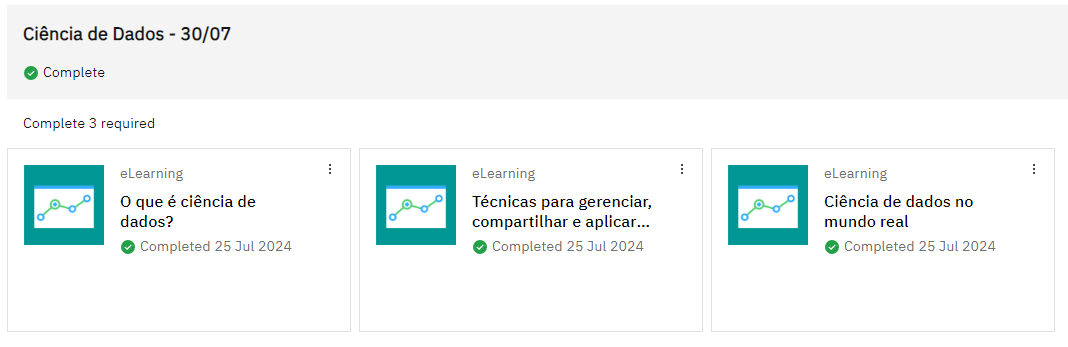 Ciência de Dados - 30/07
Complete
Complete 3 required
eLearning
O que é ciência de
dados?
Completed 25 Jul 2024
eLearning
Técnicas para gerenciar,
compartilhar e aplicar...
Completed 25 Jul 2024
eLearning
Ciência de dados no
mundo real
Completed 25 Jul 2024